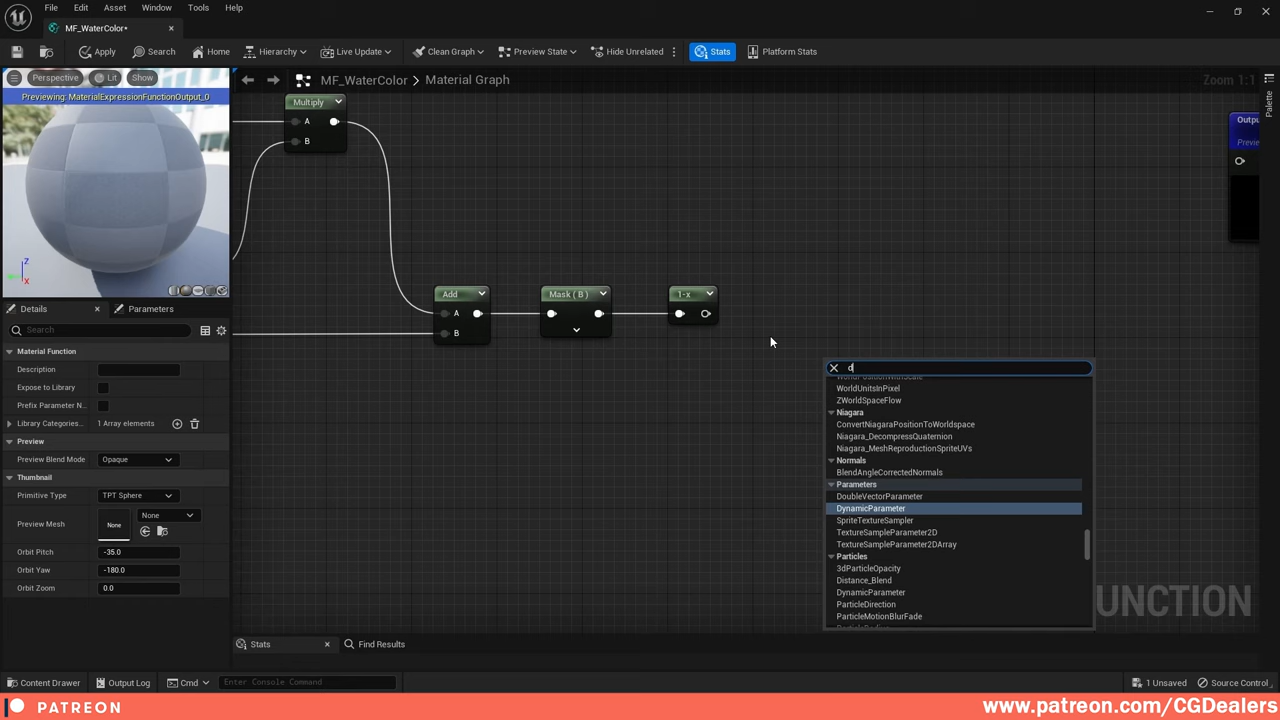 File Edit Asset Window Tools Help
MF_WaterColor*
Apply Search Home Hierarchy Live Update Clean Graph Preview State Hide Unrelated Stats Platform Stats
Perspective Lit Show
MF_WaterColor > Material Graph
Zoom 1:1
Palette
Previewing: MaterialExpressionFunctionOutput_0
Multiply
A
B
Outpu
Previe
Z
X
Details
Parameters
Search
Material Function
Description
Expose to Library
Prefix Parameter N...
Library Categories... 1 Array elements
Preview
Preview Blend Mode Opaque
Thumbnail
Primitive Type TPT Sphere
Preview Mesh None None
Orbit Pitch -35.0
Orbit Yaw -180.0
Orbit Zoom 0.0
Add
A
B
Mask ( B )
1-x
d
WorldUnitsInPixel
ZWorldSpaceFlow
Niagara
ConvertNiagaraPositionToWorldspace
Niagara_DecompressQuaternion
Niagara_MeshReproductionSpriteUVs
Normals
BlendAngleCorrectedNormals
Parameters
DoubleVectorParameter
DynamicParameter
SpriteTextureSampler
TextureSampleParameter2D
TextureSampleParameter2DArray
Particles
3dParticleOpacity
Distance_Blend
DynamicParameter
ParticleDirection
ParticleMotionBlurFade
UNCTION
Stats
Find Results
Content Drawer Output Log Cmd Enter Console Command 1 Unsaved Source Control
PATREON
www.patreon.com/CGDealers